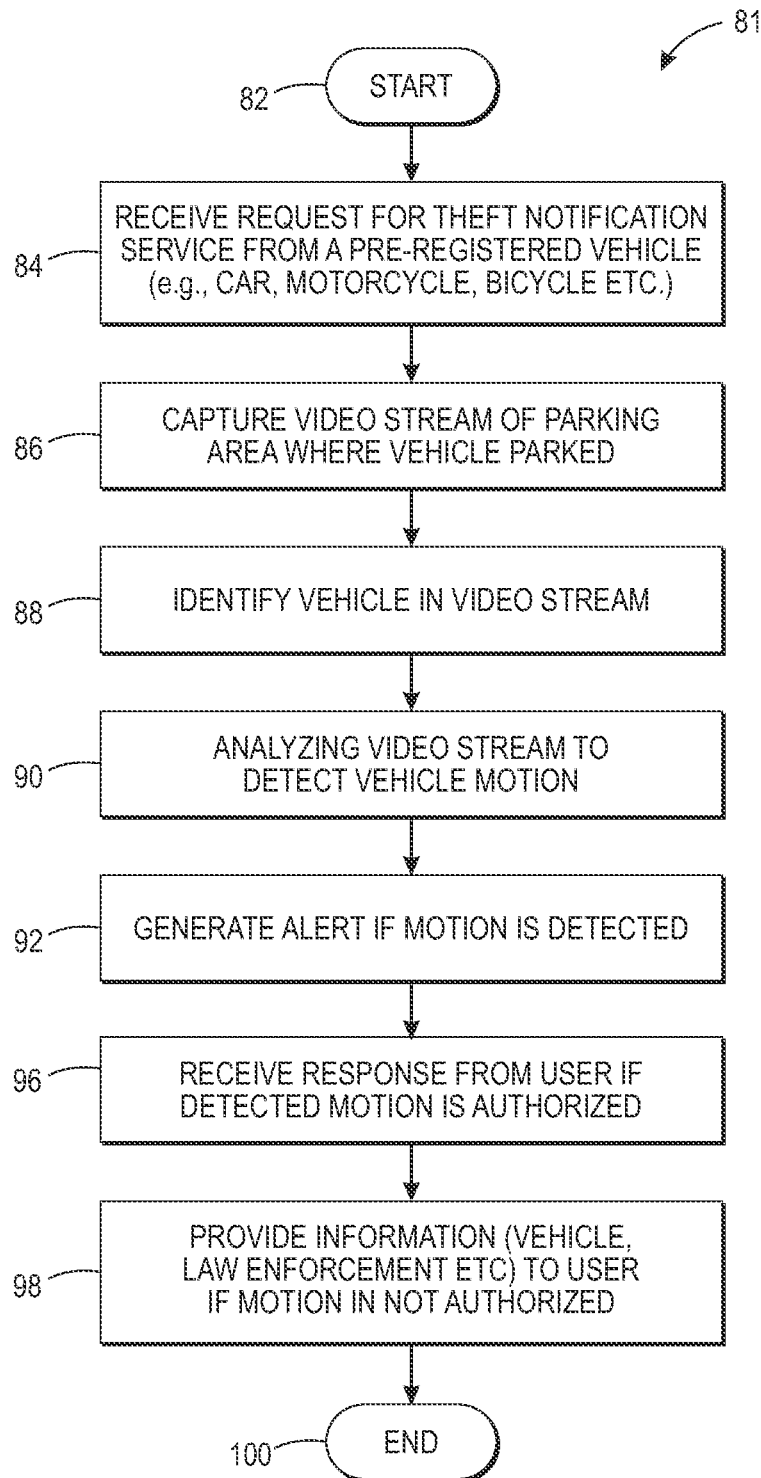 81
82
START
84
RECEIVE REQUEST FOR THEFT NOTIFICATION
SERVICE FROM A PRE-REGISTERED VEHICLE
(e.g., CAR, MOTORCYCLE, BICYCLE ETC.)
86
CAPTURE VIDEO STREAM OF PARKING
AREA WHERE VEHICLE PARKED
88
IDENTIFY VEHICLE IN VIDEO STREAM
90
ANALYZING VIDEO STREAM TO
DETECT VEHICLE MOTION
92
GENERATE ALERT IF MOTION IS DETECTED
96
RECEIVE RESPONSE FROM USER IF
DETECTED MOTION IS AUTHORIZED
98
PROVIDE INFORMATION (VEHICLE,
LAW ENFORCEMENT ETC) TO USER
IF MOTION IN NOT AUTHORIZED
100
END